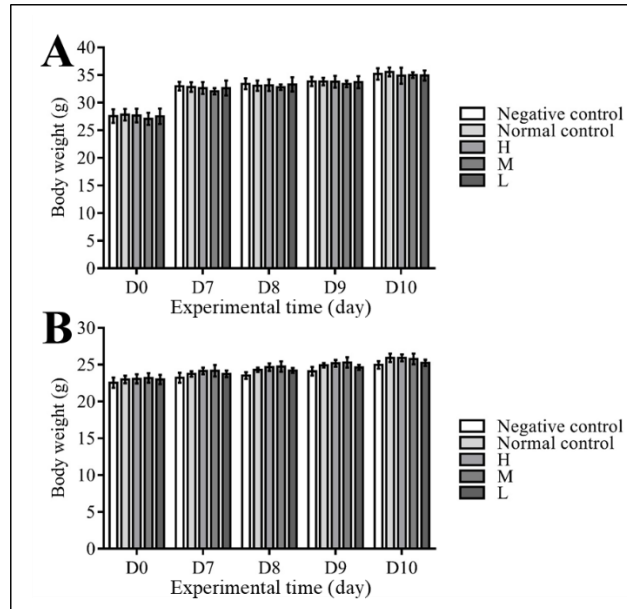 A
Body weight (g)
40
35
30
25
20
15
10
5
0
D0 D7 D8 D9 D10
Experimental time (day)
Negative control
Normal control
H
M
L
B
Body weight (g)
30
25
20
15
10
5
0
D0 D7 D8 D9 D10
Experimental time (day)
Negative control
Normal control
H
M
L